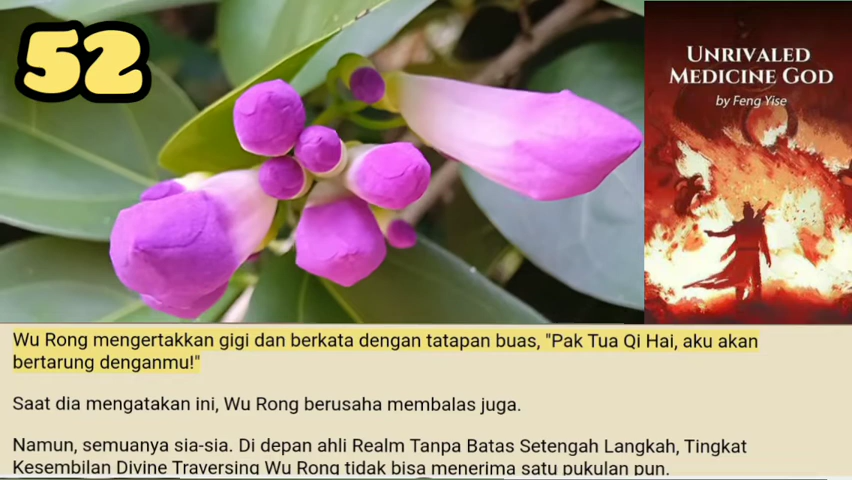 52
UNRIVALED
MEDICINE GOD
by Feng Yise
Wu Rong mengertakkan gigi dan berkata dengan tatapan buas, "Pak Tua Qi Hai, aku akan
bertarung denganmu!"
Saat dia mengatakan ini, Wu Rong berusaha membalas juga.
Namun, semuanya sia-sia. Di depan ahli Realm Tanpa Batas Setengah Langkah, Tingkat
Kesembilan Divine Traversing Wu Rong tidak bisa menerima satu pukulan pun.